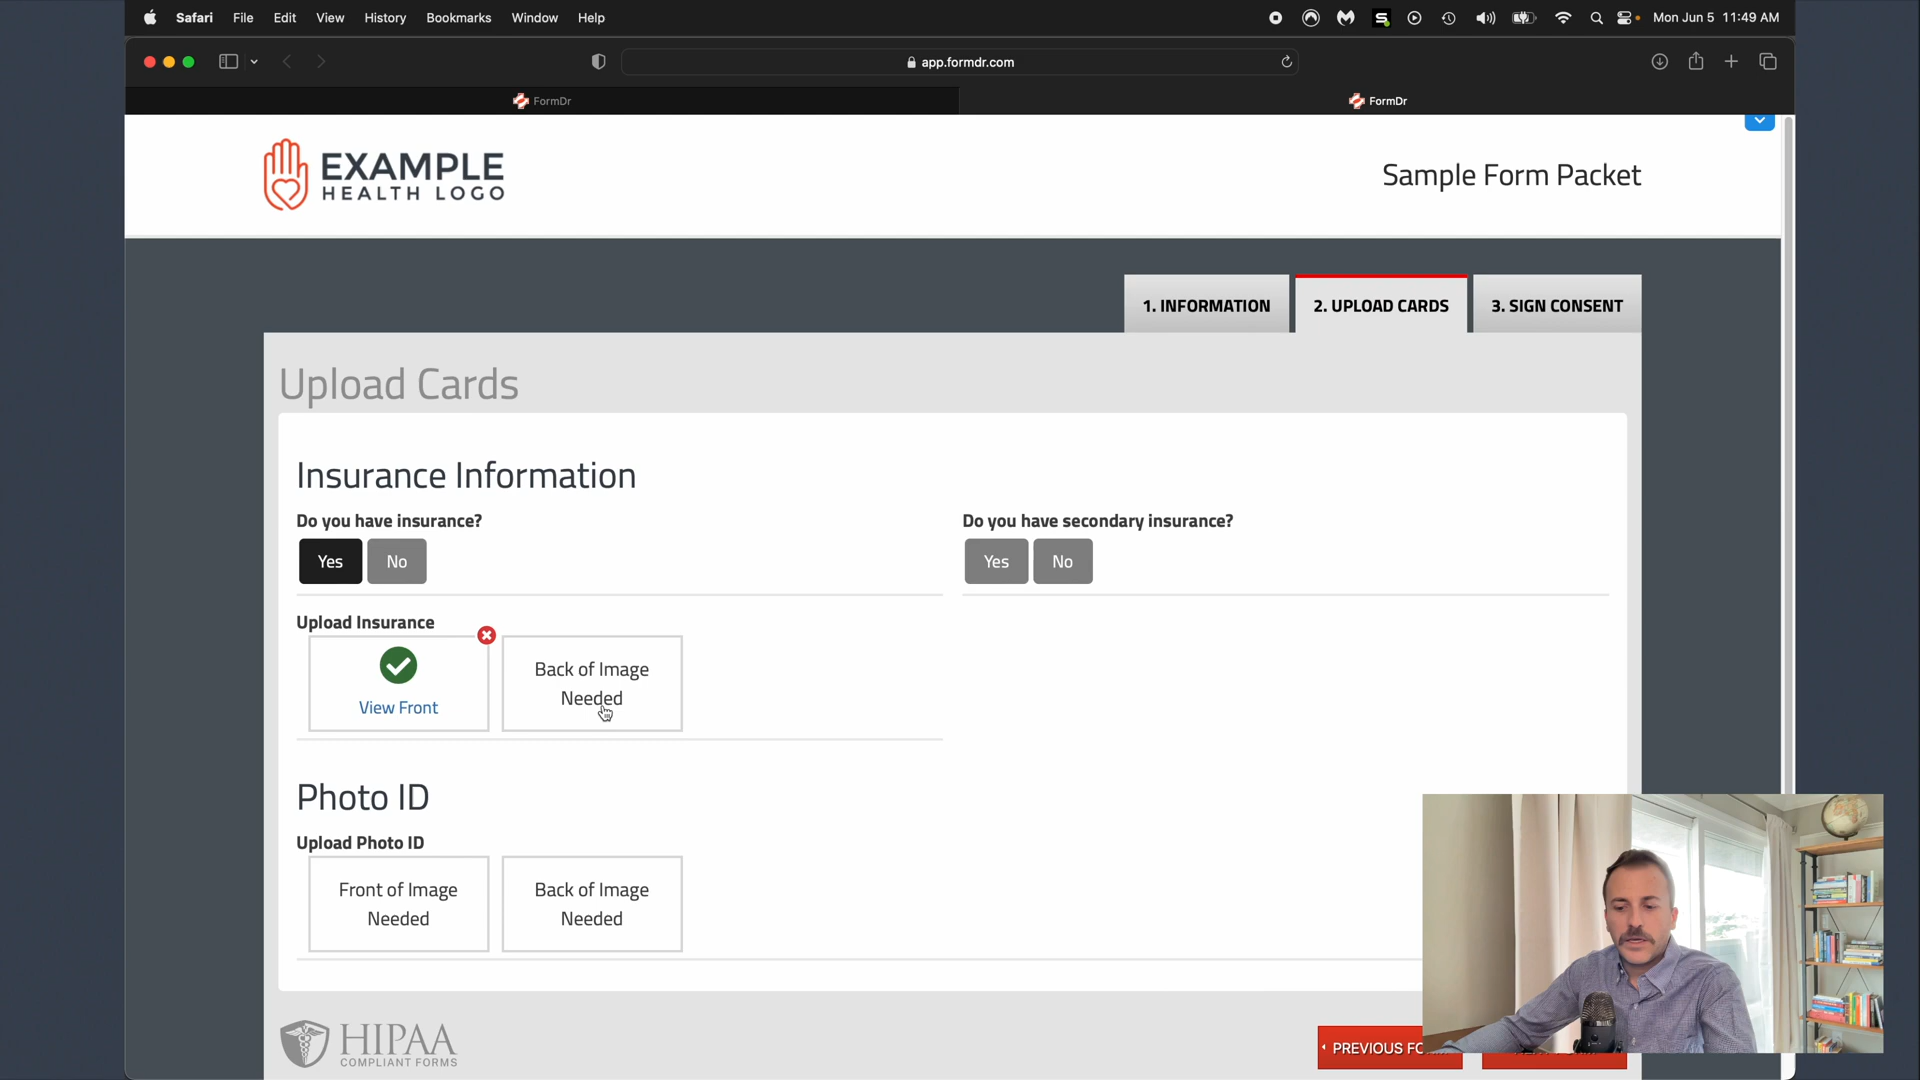 Safari File Edit View History Bookmarks Window Help Mon Jun 5 11:49 AM
app.formdr.com
FormDr FormDr
EXAMPLE
HEALTH LOGO
Sample Form Packet
1. INFORMATION 2. UPLOAD CARDS 3. SIGN CONSENT
Upload Cards
Insurance Information
Do you have insurance? Do you have secondary insurance?
Yes No Yes No
Upload Insurance
View Front
Back of Image
Needed
Photo ID
Upload Photo ID
Front of Image
Needed
Back of Image
Needed
HIPAA
COMPLIANT FORMS
PREVIOUS